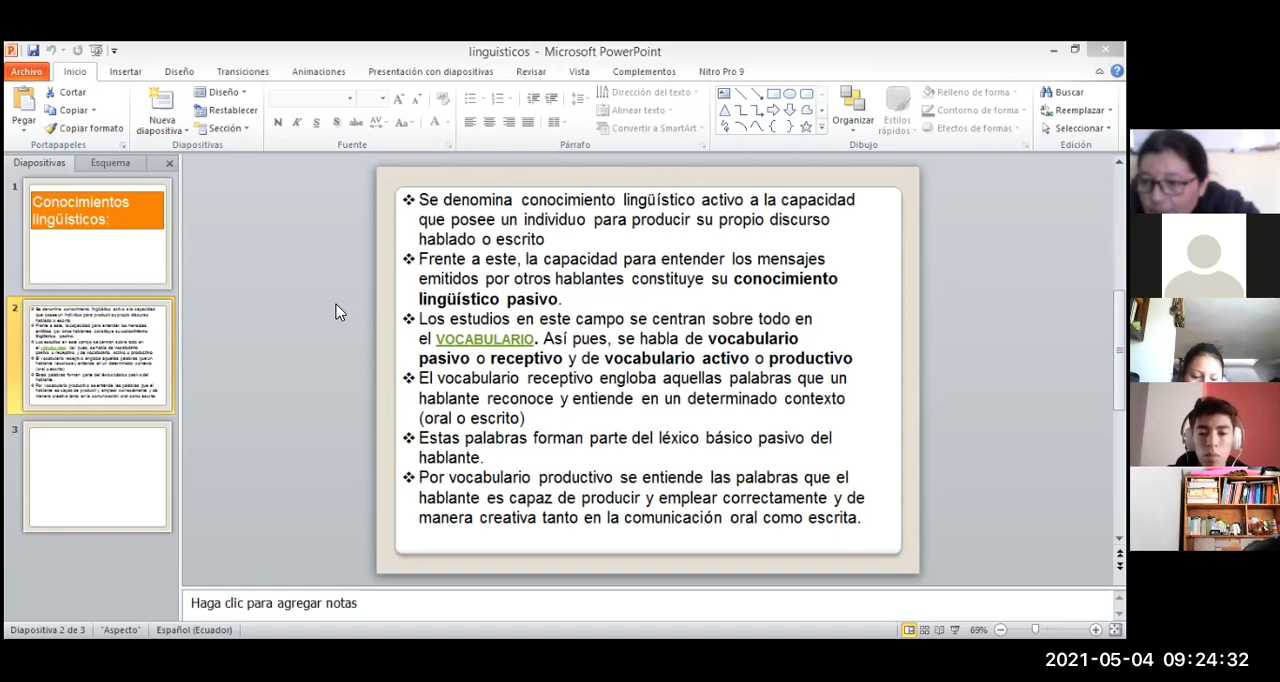 linguisticos - Microsoft PowerPoint
Archivo Inicio Insertar Diseño Transiciones Animaciones Presentación con diapositivas Revisar Vista Complementos Nitro Pro 9
Pegar
Cortar
Copiar
Copiar formato
Portapapeles
Nueva diapositiva
Diseño
Restablecer
Sección
Diapositivas
N K S S abc AV Aa A
Fuente
Dirección del texto
Alinear texto
Convertir a SmartArt
Párrafo
Organizar
Estilos rápidos
Relleno de forma
Contorno de forma
Efectos de formas
Dibujo
Buscar
Reemplazar
Seleccionar
Edición
Diapositivas Esquema
1
Conocimientos
lingüísticos:
2
3
❖ Se denomina conocimiento lingüístico activo a la capacidad
que posee un individuo para producir su propio discurso
hablado o escrito
❖ Frente a este, la capacidad para entender los mensajes
emitidos por otros hablantes constituye su conocimiento
lingüístico pasivo.
❖ Los estudios en este campo se centran sobre todo en
el VOCABULARIO. Así pues, se habla de vocabulario
pasivo o receptivo y de vocabulario activo o productivo
❖ El vocabulario receptivo engloba aquellas palabras que un
hablante reconoce y entiende en un determinado contexto
(oral o escrito)
❖ Estas palabras forman parte del léxico básico pasivo del
hablante.
❖ Por vocabulario productivo se entiende las palabras que el
hablante es capaz de producir y emplear correctamente y de
manera creativa tanto en la comunicación oral como escrita.
Haga clic para agregar notas
Diapositiva 2 de 3 "Aspecto" Español (Ecuador) 69%
2021-05-04 09:24:32